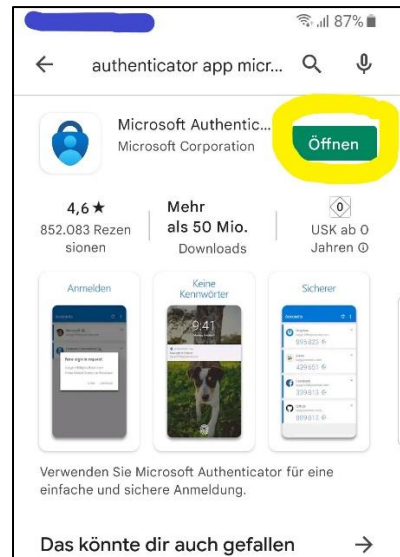 87%
authenticator app micr...
Microsoft Authentic...
Microsoft Corporation
Öffnen
4,6★
852.083 Rezen
sionen
Mehr
als 50 Mio.
Downloads
0
USK ab 0
Jahren
Anmelden
Keine
Kennwörter
9:41
Sicherer
Verwenden Sie Microsoft Authenticator für eine
einfache und sichere Anmeldung.
Das könnte dir auch gefallen →